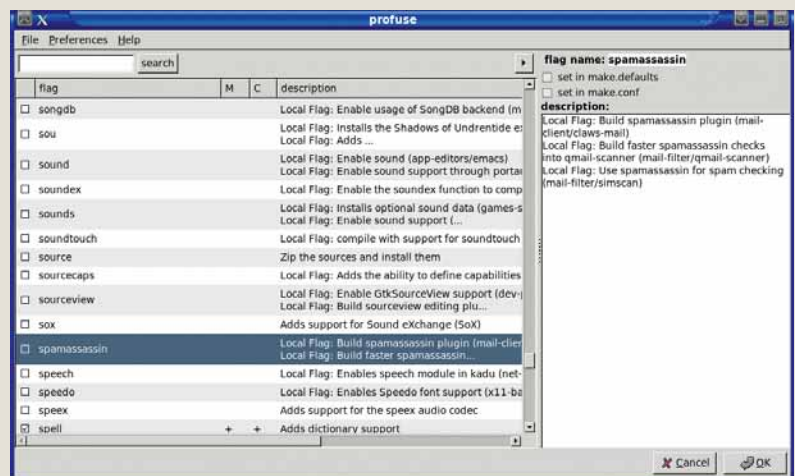 profuse
File Preferences Help
search
flag M C description
songdb Local Flag: Enable usage of SongDB backend (m
sou Local Flag: Installs the Shadows of Undrentide e
Local Flag: Adds ...
sound Local Flag: Enable sound (app-editors/emacs)
Local Flag: Enable sound support through porta
soundex Local Flag: Enable the soundex function to comp
sounds Local Flag: Installs optional sound data (games-s
Local Flag: Enable sound support (...
soundtouch Local Flag: compile with support for soundtouch
source Zip the sources and install them
sourcecaps Local Flag: Adds the ability to define capabilities
sourceview Local Flag: Enable GtkSourceView support (dev-
Local Flag: Build sourceview editing plu...
sox Adds support for Sound eXchange (SoX)
spamassassin Local Flag: Build spamassassin plugin (mail-clier
Local Flag: Build faster spamassassin...
speech Local Flag: Enables speech module in kadu (net-
speedo Local Flag: Enables Speedo font support (x11-ba
speex Adds support for the speex audio codec
spell + + Adds dictionary support
flag name: spamassassin
set in make.defaults
set in make.conf
description:
Local Flag: Build spamassassin plugin (mail-
client/claws-mail)
Local Flag: Build faster spamassassin checks
into qmail-scanner (mail-filter/qmail-scanner)
Local Flag: Use spamassassin for spam checking
(mail-filter/simscan)
Cancel OK